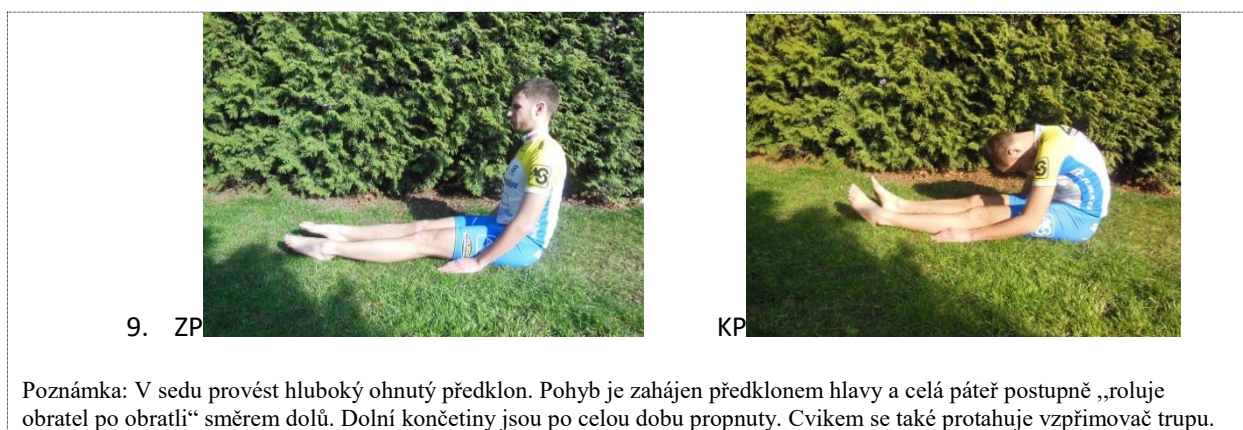 9. ZP KP
Poznámka: V sedu provést hluboký ohnutý předklon. Pohyb je zahájen předklonem hlavy a celá páteř postupně ,,roluje
obratel po obratli“ směrem dolů. Dolní končetiny jsou po celou dobu propnuty. Cvikem se také protahuje vzpřimovač trupu.